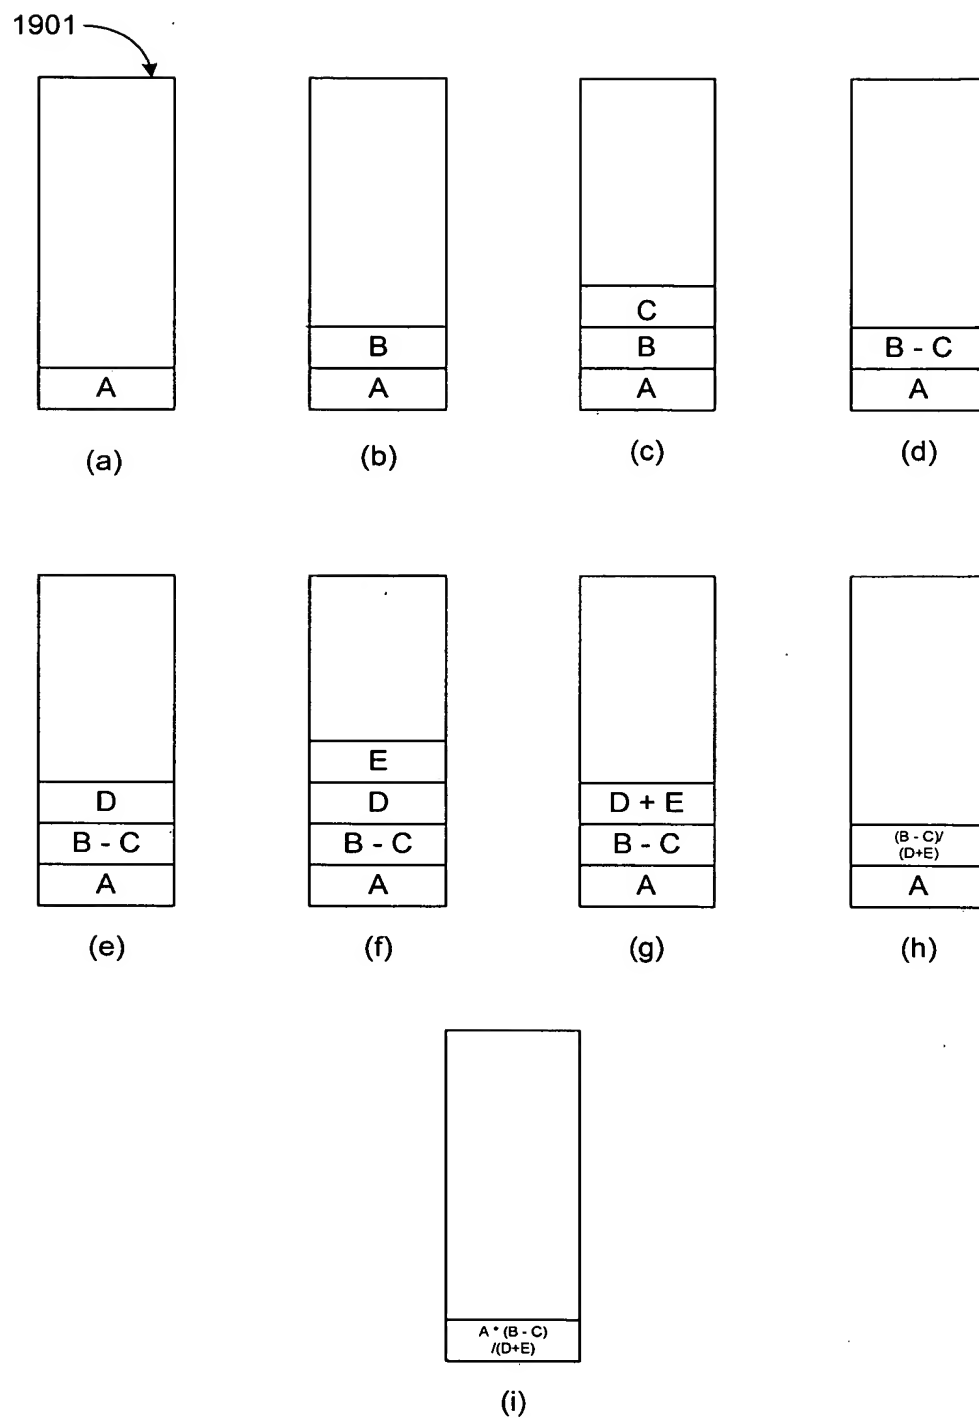 1901
A
(a)
B
A
(b)
C
B
A
(c)
B - C
A
(d)
D
B - C
A
(e)
E
D
B - C
A
(f)
D + E
B - C
A
(g)
(B - C)/
(D+E)
A
(h)
A * (B - C)
/(D+E)
(i)